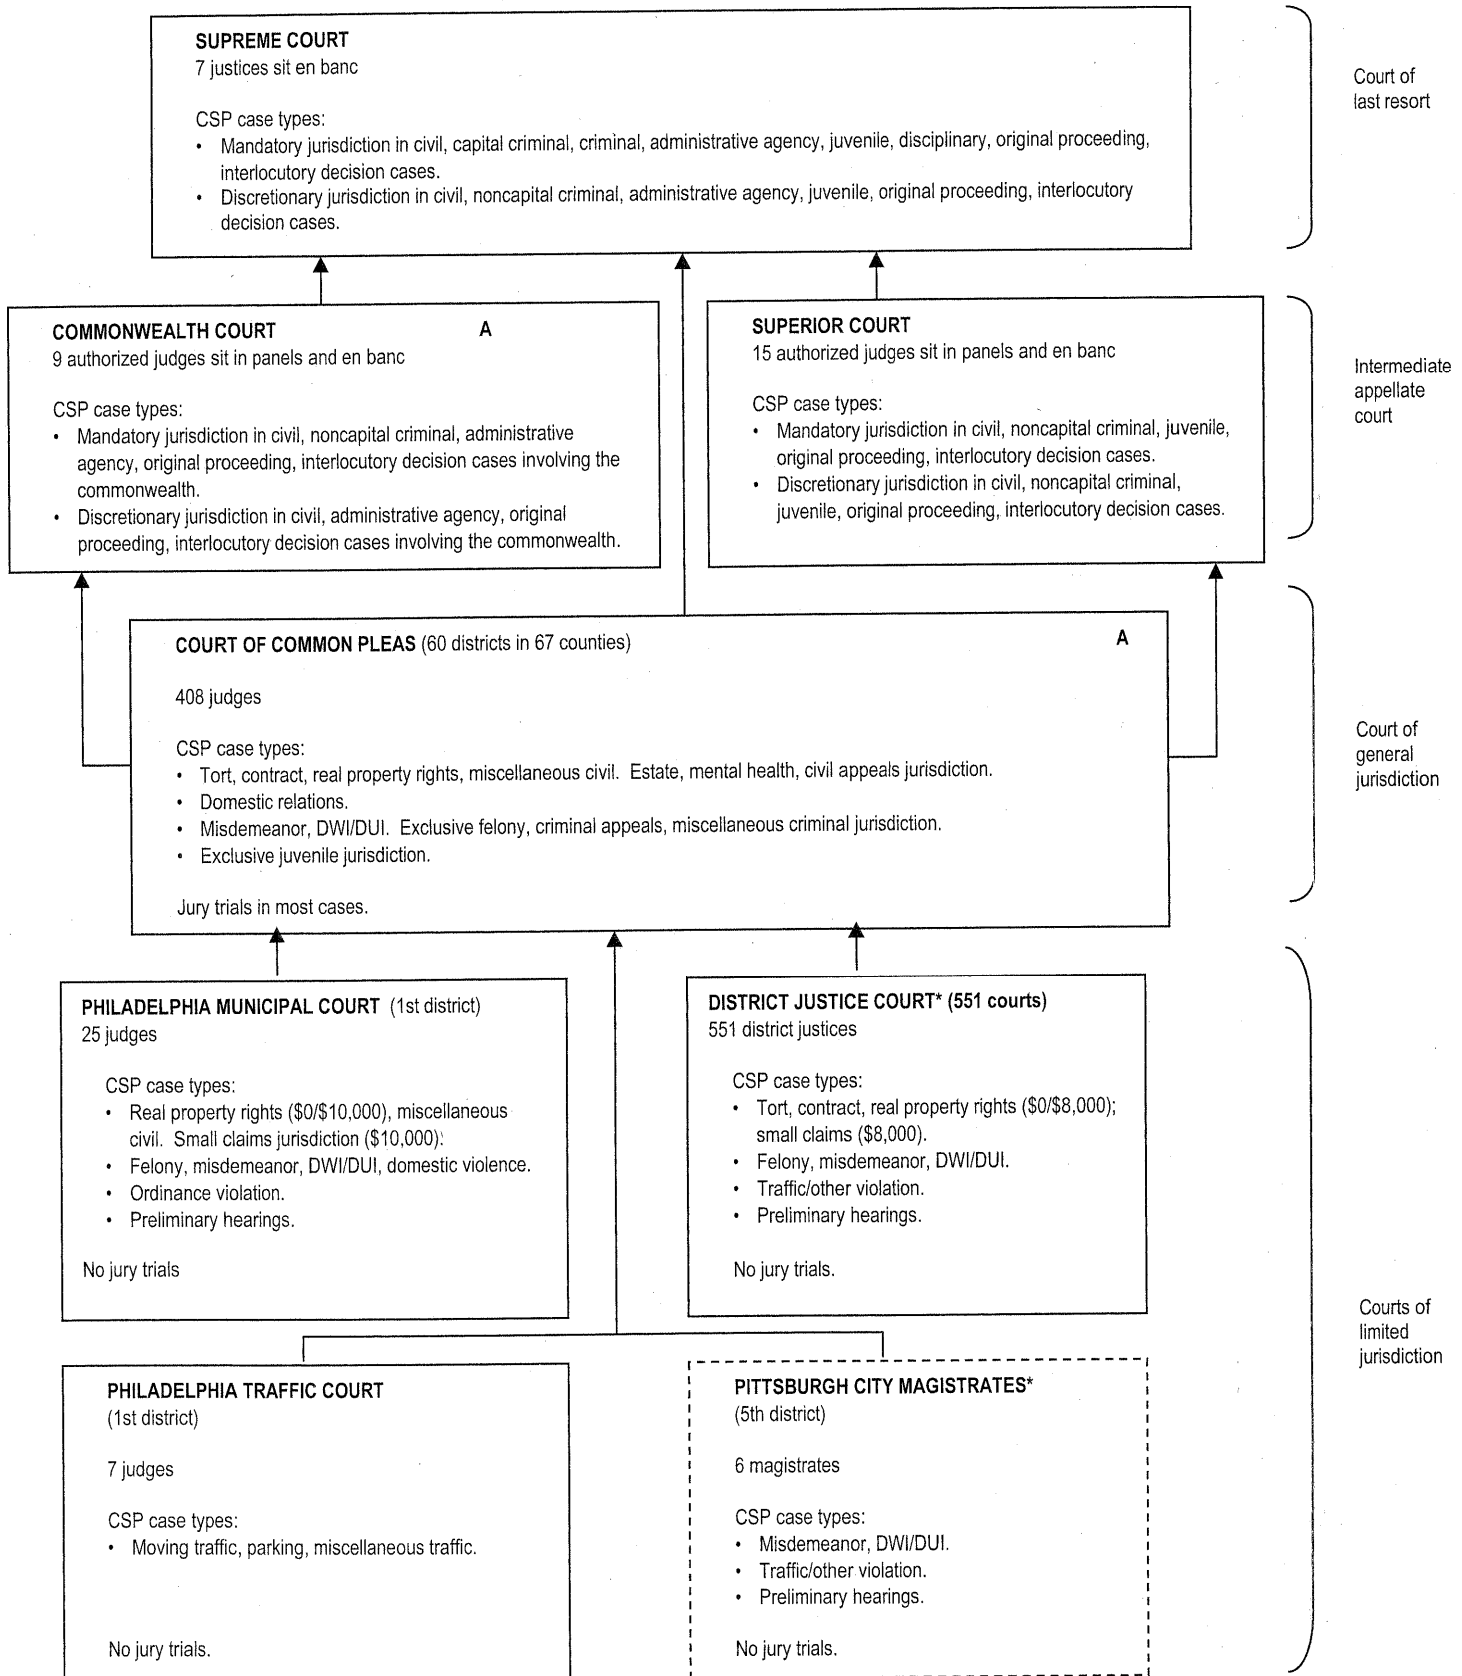 SUPREME COURT
7 justices sit en banc
CSP case types:
• Mandatory jurisdiction in civil, capital criminal, criminal, administrative agency, juvenile, disciplinary, original proceeding,
interlocutory decision cases.
• Discretionary jurisdiction in civil, noncapital criminal, administrative agency, juvenile, original proceeding, interlocutory
decision cases.
Court of
last resort
COMMONWEALTH COURT A
9 authorized judges sit in panels and en banc
CSP case types:
• Mandatory jurisdiction in civil, noncapital criminal, administrative
agency, original proceeding, interlocutory decision cases involving the
commonwealth.
• Discretionary jurisdiction in civil, administrative agency, original
proceeding, interlocutory decision cases involving the commonwealth.
SUPERIOR COURT
15 authorized judges sit in panels and en banc
CSP case types:
• Mandatory jurisdiction in civil, noncapital criminal, juvenile,
original proceeding, interlocutory decision cases.
• Discretionary jurisdiction in civil, noncapital criminal,
juvenile, original proceeding, interlocutory decision cases.
Intermediate
appellate
court
COURT OF COMMON PLEAS (60 districts in 67 counties) A
408 judges
CSP case types:
• Tort, contract, real property rights, miscellaneous civil. Estate, mental health, civil appeals jurisdiction.
• Domestic relations.
• Misdemeanor, DWI/DUI. Exclusive felony, criminal appeals, miscellaneous criminal jurisdiction.
• Exclusive juvenile jurisdiction.
Jury trials in most cases.
Court of
general
jurisdiction
PHILADELPHIA MUNICIPAL COURT (1st district)
25 judges
CSP case types:
• Real property rights ($0/$10,000), miscellaneous
civil. Small claims jurisdiction ($10,000).
• Felony, misdemeanor, DWI/DUI, domestic violence.
• Ordinance violation.
• Preliminary hearings.
No jury trials
DISTRICT JUSTICE COURT* (551 courts)
551 district justices
CSP case types:
• Tort, contract, real property rights ($0/$8,000);
small claims ($8,000).
• Felony, misdemeanor, DWI/DUI.
• Traffic/other violation.
• Preliminary hearings.
No jury trials.
PHILADELPHIA TRAFFIC COURT
(1st district)
7 judges
CSP case types:
• Moving traffic, parking, miscellaneous traffic.
No jury trials.
PITTSBURGH CITY MAGISTRATES*
(5th district)
6 magistrates
CSP case types:
• Misdemeanor, DWI/DUI.
• Traffic/other violation.
• Preliminary hearings.
No jury trials.
Courts of
limited
jurisdiction